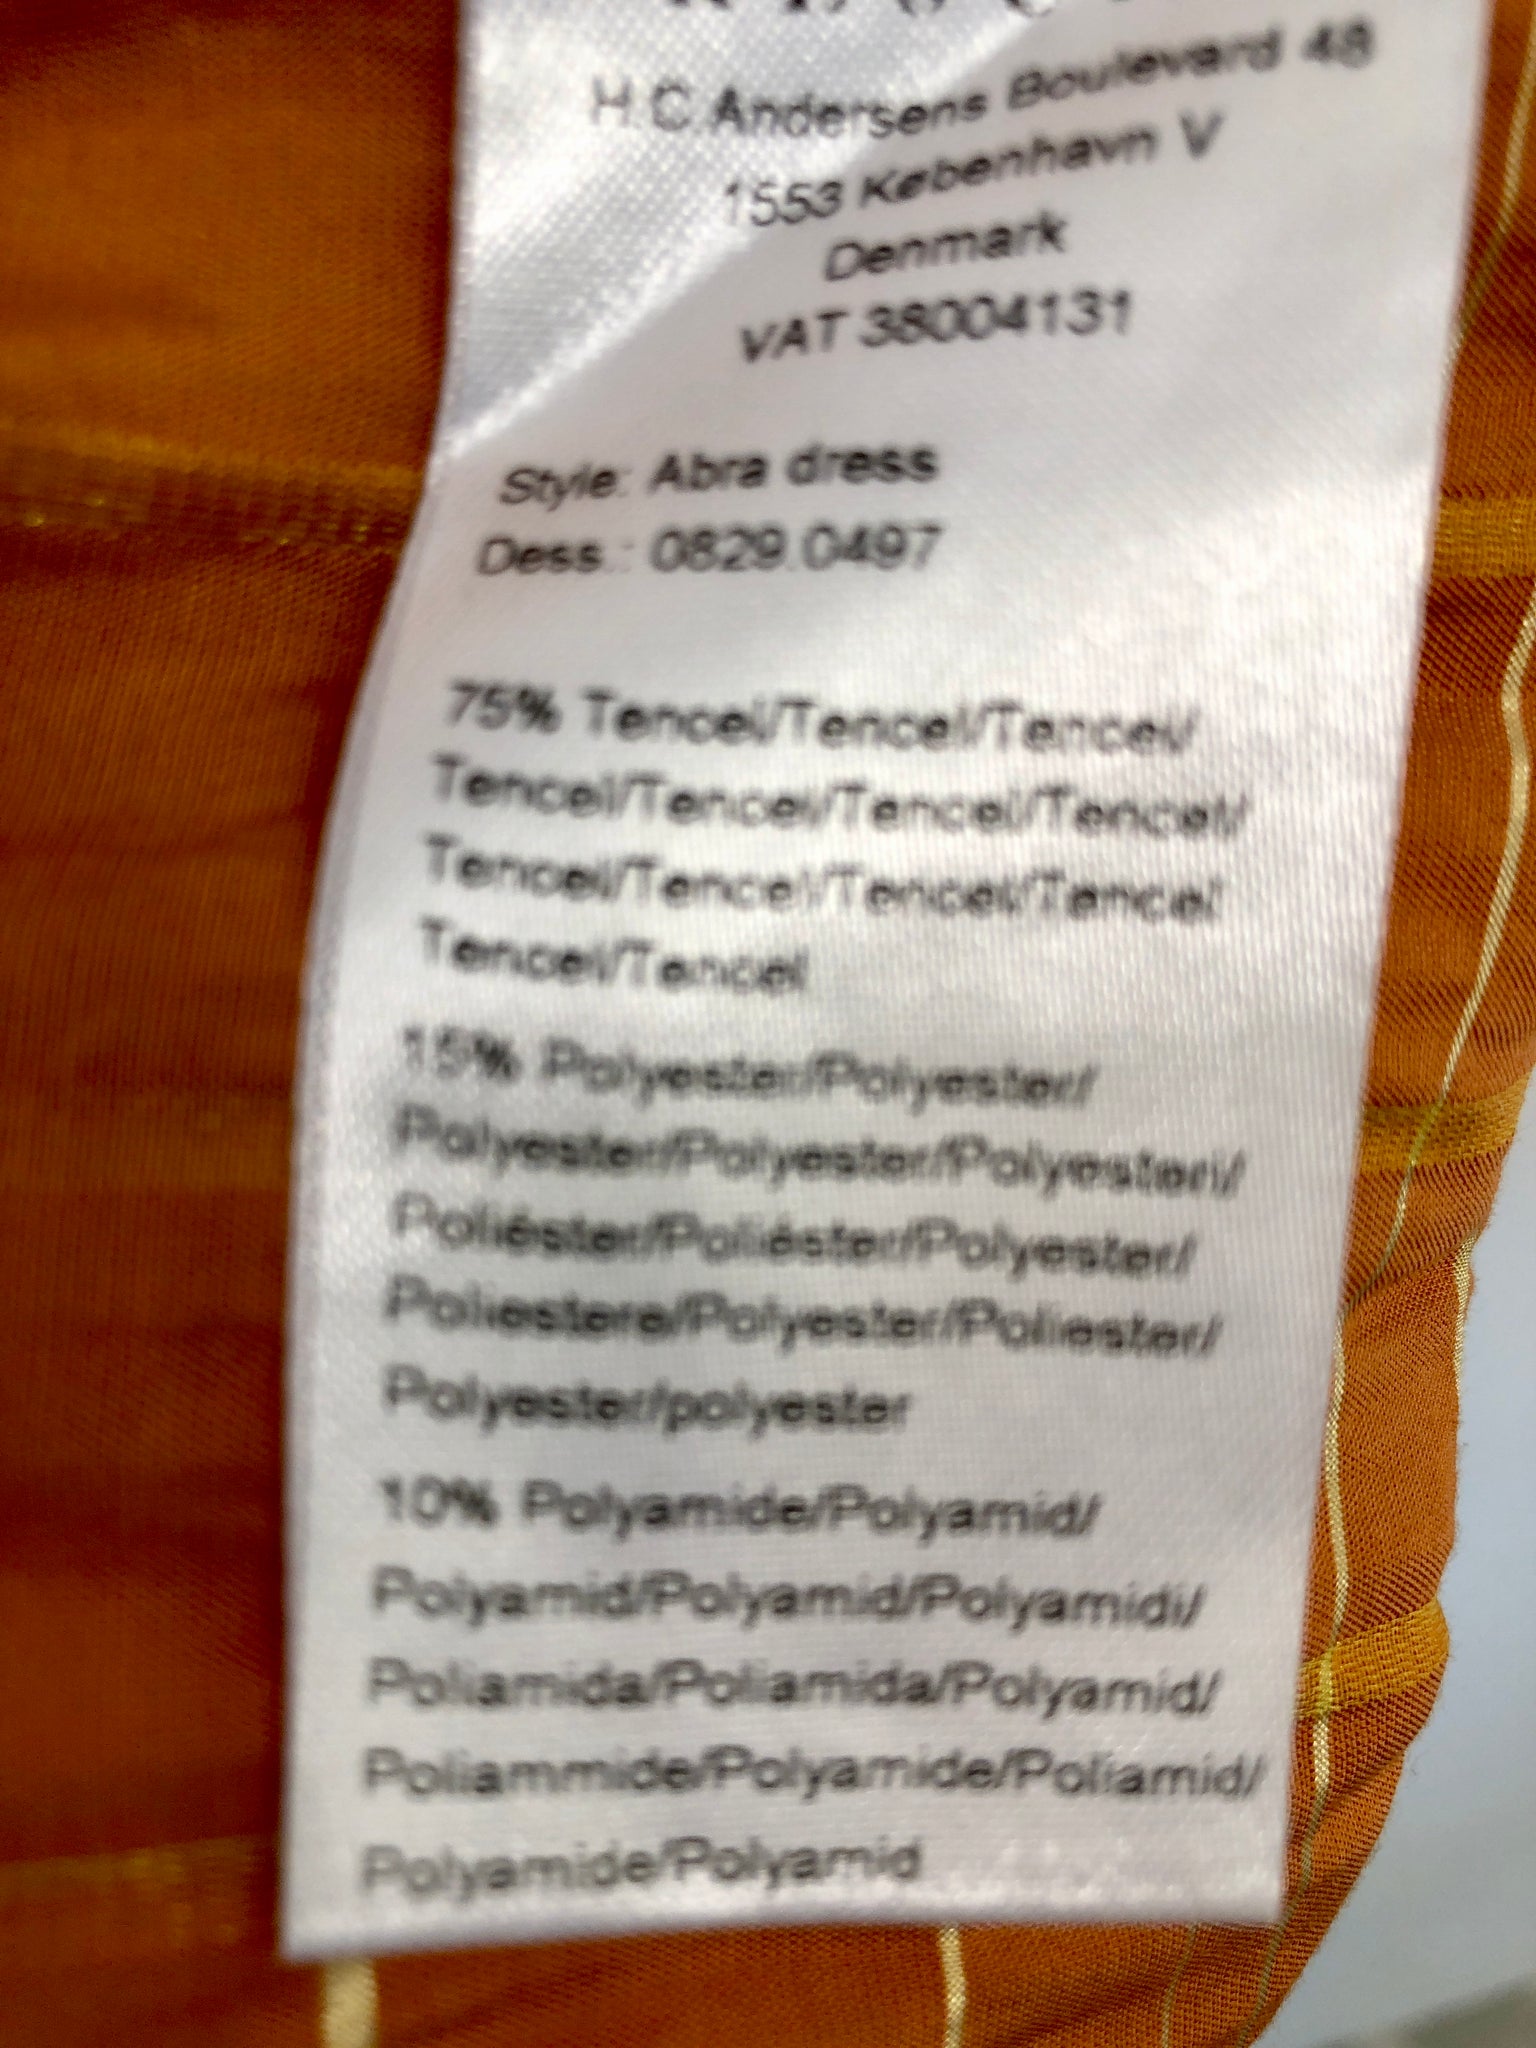 H.C.Andersens Boulevard 48
1553 København V
Denmark
VAT 38004131
Style: Abra dress
Dess.: 0829.0497
75% Tencel/Tencel/Tencel/
Tencel/Tencel/Tencel/Tencel/
Tencel/Tencel/Tencel/Tencel
Tencel/Tencel
15% Polyester/Polyester/
Polyester/Polyester/Polyesteri/
Poliéster/Poliéster/Polyester/
Poliestere/Polyester/Poliester/
Polyester/polyester
10% Polyamide/Polyamid/
Polyamid/Polyamid/Polyamidi/
Poliamida/Poliamida/Polyamid/
Poliammide/Polyamide/Poliamid/
Polyamide/Polyamid